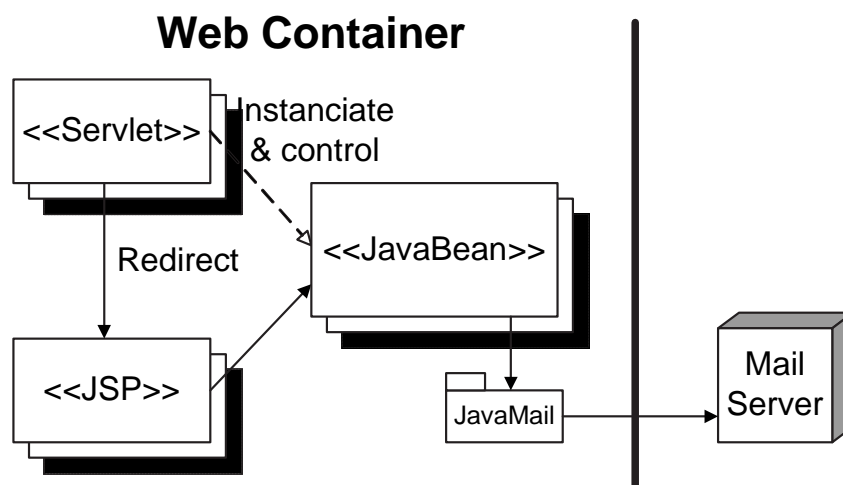 Web Container
<<Servlet>>
Instanciate
& control
<<JavaBean>>
Redirect
<<JSP>>
JavaMail
Mail
Server